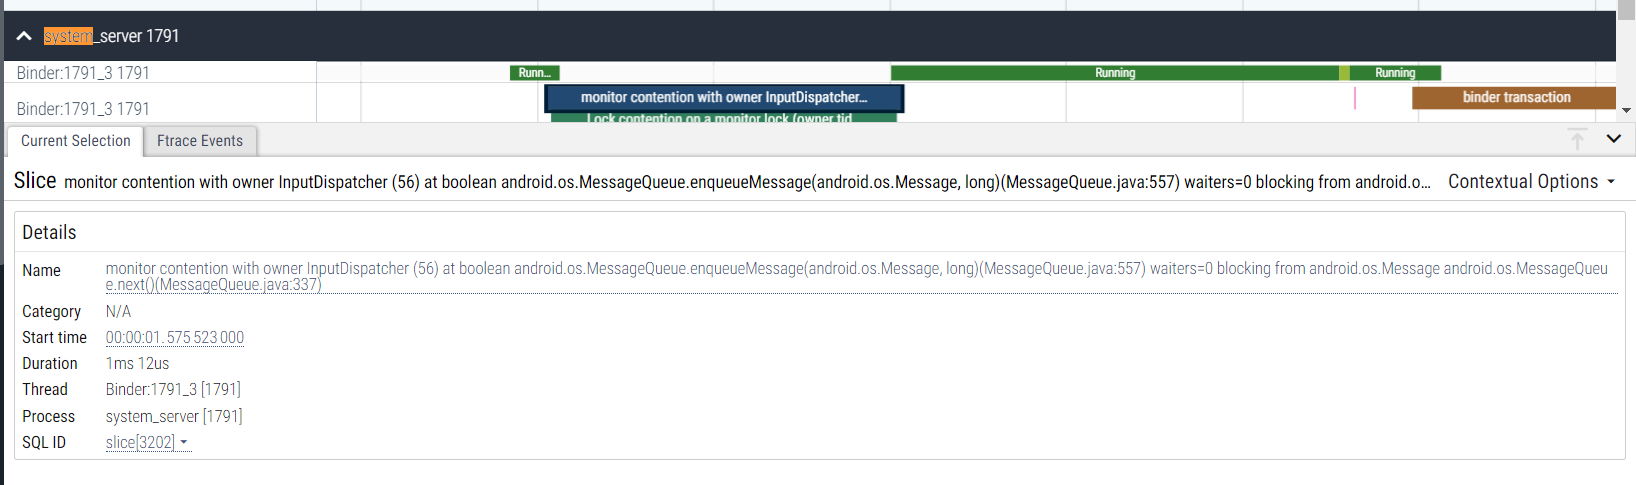 system_server 1791
Binder:1791_3 1791
Runn...
Running
Running
Binder:1791_3 1791
monitor contention with owner InputDispatcher...
binder transaction
Lock contention on a monitor lock (owner tid
Current Selection
Ftrace Events
Slice monitor contention with owner InputDispatcher (56) at boolean android.os.MessageQueue.enqueueMessage(android.os.Message, long)(MessageQueue.java:557) waiters=0 blocking from android.o...
Contextual Options
Details
Name
monitor contention with owner InputDispatcher (56) at boolean android.os.MessageQueue.enqueueMessage(android.os.Message, long)(MessageQueue.java:557) waiters=0 blocking from android.os.Message android.os.MessageQueu
e.next()(MessageQueue.java:337)
Category N/A
Start time 00:00:01.575 523 000
Duration 1ms 12us
Thread Binder:1791_3 [1791]
Process system_server [1791]
SQL ID slice[3202]